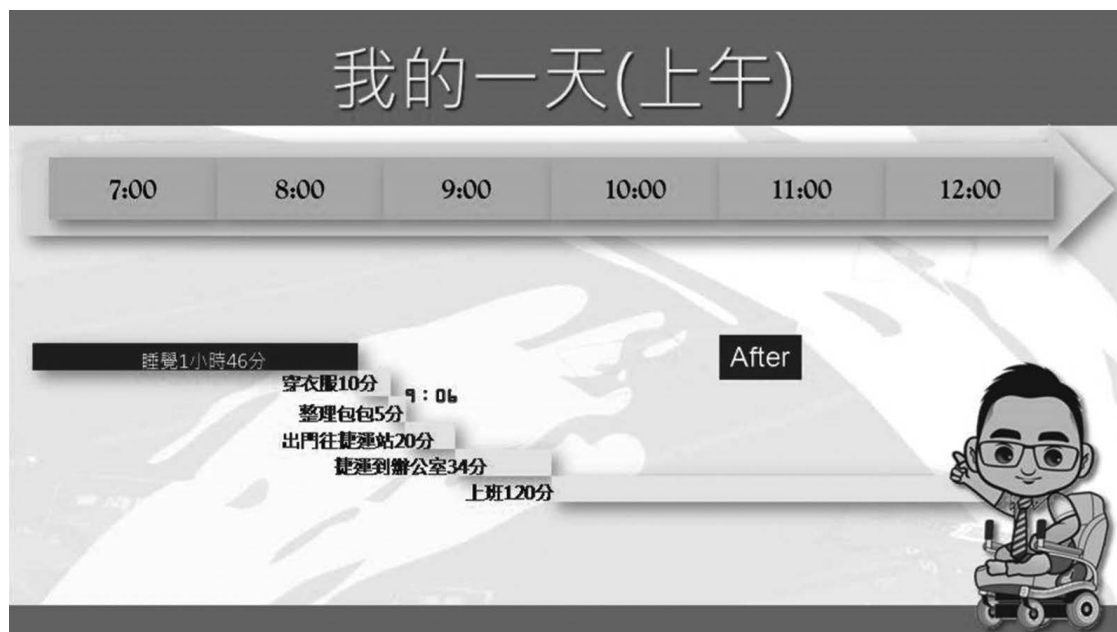 我的一天(上午)
7:00 8:00 9:00 10:00 11:00 12:00
睡覺1小時46分
After
穿衣服10分
9:06
整理包包5分
出門往捷運站20分
捷運到辦公室34分
上班120分